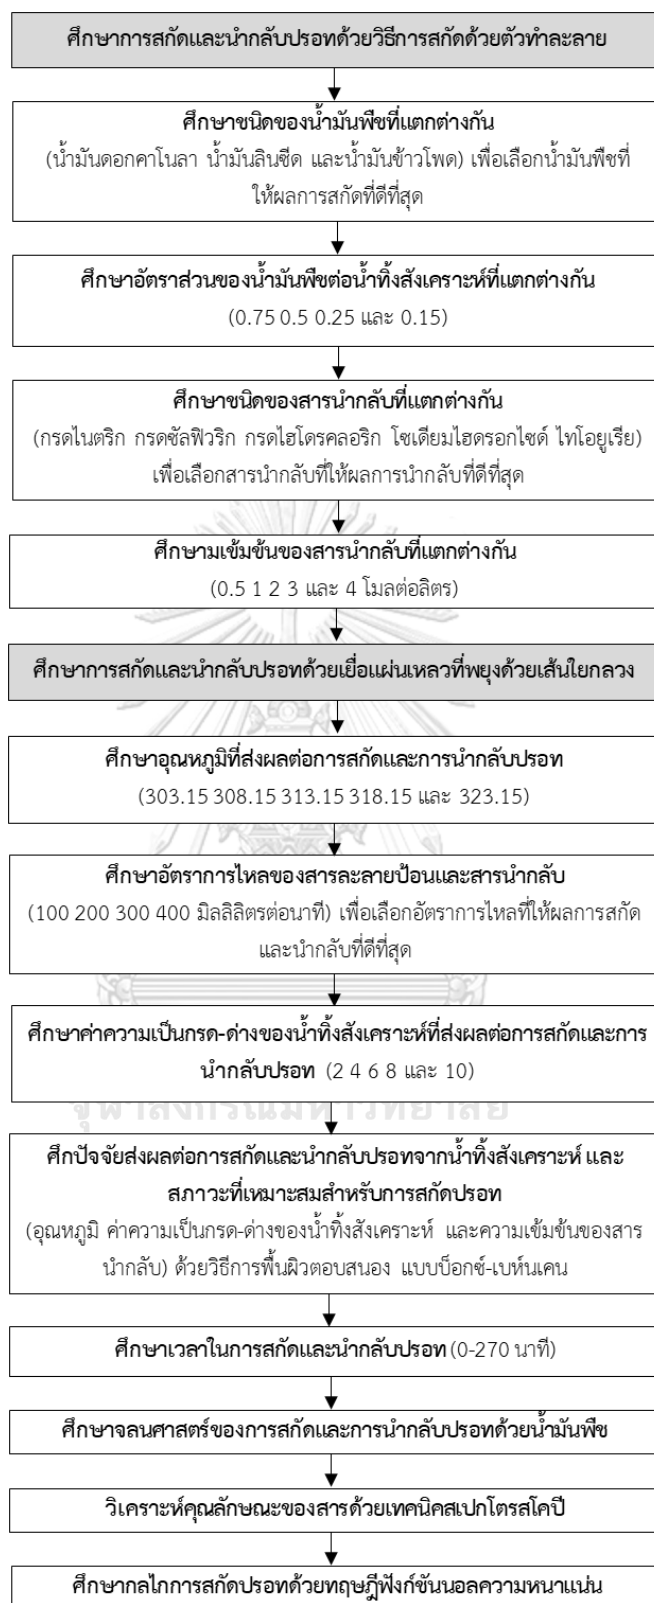 ศึกษาการสกัดและนำกลับปรอทด้วยวิธีการสกัดด้วยตัวทำละลาย
ศึกษาชนิดของน้ำมันพืชที่แตกต่างกัน
(น้ำมันดอกคาโนลา น้ำมันลินซีด และน้ำมันข้าวโพด) เพื่อเลือกน้ำมันพืชที่
ให้ผลการสกัดที่ดีที่สุด
ศึกษาอัตราส่วนของน้ำมันพืชต่อน้ำทิ้งสังเคราะห์ที่แตกต่างกัน
(0.75 0.5 0.25 และ 0.15)
ศึกษาชนิดของสารนำกลับที่แตกต่างกัน
(กรดไนตริก กรดซัลฟิวริก กรดไฮโดรคลอริก โซเดียมไฮดรอกไซด์ ไทโอยูเรีย)
เพื่อเลือกสารนำกลับที่ให้ผลการนำกลับที่ดีที่สุด
ศึกษามเข้มข้นของสารนำกลับที่แตกต่างกัน
(0.5 1 2 3 และ 4 โมลต่อลิตร)
ศึกษาการสกัดและนำกลับปรอทด้วยเยื่อแผ่นเหลวที่พยุงด้วยเส้นใยกลวง
ศึกษาอุณหภูมิที่ส่งผลต่อการสกัดและการนำกลับปรอท
(303.15 308.15 313.15 318.15 และ 323.15)
ศึกษาอัตราการไหลของสารละลายป้อนและสารนำกลับ
(100 200 300 400 มิลลิลิตรต่อนาที) เพื่อเลือกอัตราการไหลที่ให้ผลการสกัด
และนำกลับที่ดีที่สุด
ศึกษาค่าความเป็นกรด-ด่างของน้ำทิ้งสังเคราะห์ที่ส่งผลต่อการสกัดและการ
นำกลับปรอท (2 4 6 8 และ 10)
จุฬาลงกรณ์มหาวิทยาลัย
ศึกปัจจัยส่งผลต่อการสกัดและนำกลับปรอทจากน้ำทิ้งสังเคราะห์ และ
สภาวะที่เหมาะสมสำหรับการสกัดปรอท
(อุณหภูมิ ค่าความเป็นกรด-ด่างของน้ำทิ้งสังเคราะห์ และความเข้มข้นของสาร
นำกลับ) ด้วยวิธีการพื้นผิวตอบสนอง แบบบ็อกซ์-เบห์นเคน
ศึกษาเวลาในการสกัดและนำกลับปรอท (0-270 นาที)
ศึกษาจลนศาสตร์ของการสกัดและการนำกลับปรอทด้วยน้ำมันพืช
วิเคราะห์คุณลักษณะของสารด้วยเทคนิคสเปกโตรสโคปี
ศึกษากลไกการสกัดปรอทด้วยทฤษฎีฟังก์ชันนอลความหนาแน่น